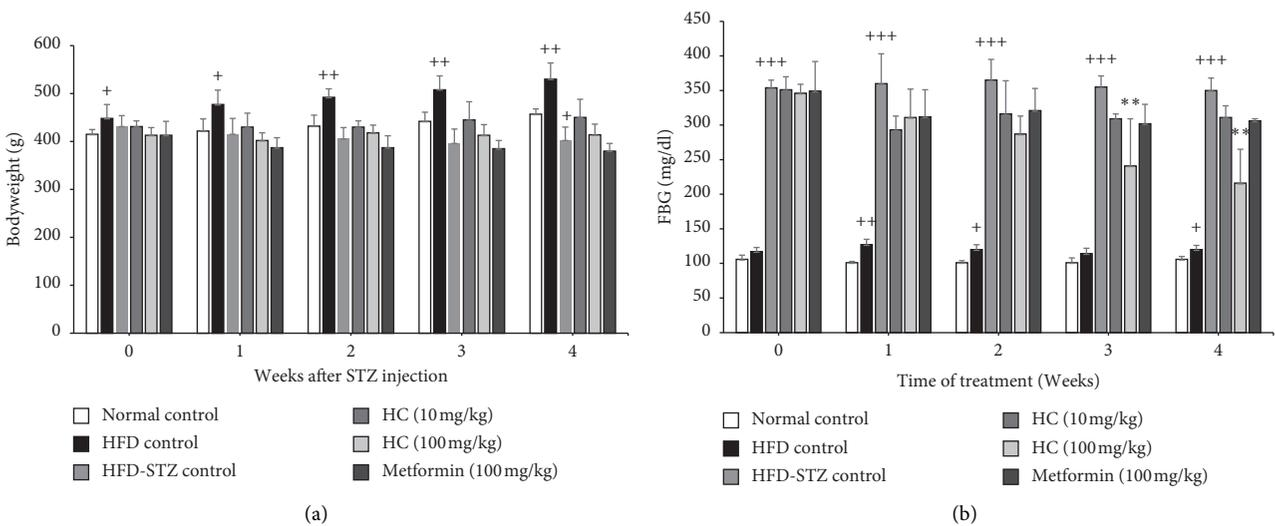 600
500
400
300
200
100
0
Bodyweight (g)
+
+
++
++
++
+
0 1 2 3 4
Weeks after STZ injection
Normal control
HFD control
HFD-STZ control
HC (10 mg/kg)
HC (100 mg/kg)
Metformin (100 mg/kg)
(a)
450
400
350
300
250
200
150
100
50
0
FBG (mg/dl)
+++
++
+++
+
+++
+++
**
+
+++
**
0 1 2 3 4
Time of treatment (Weeks)
Normal control
HFD control
HFD-STZ control
HC (10 mg/kg)
HC (100 mg/kg)
Metformin (100 mg/kg)
(b)